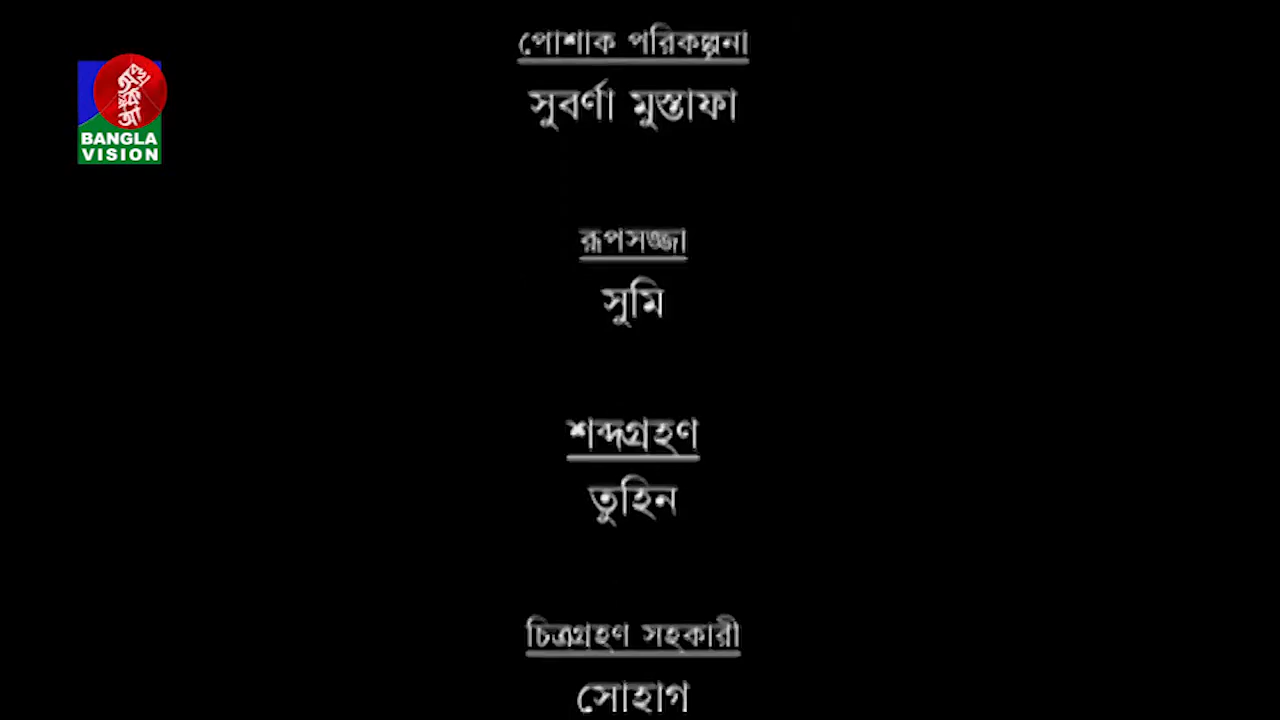 BANGLA
VISION
পোশাক পরিকল্পনা
সুবর্ণা মুস্তাফা
রূপসজ্জা
সুমি
শব্দগ্রহণ
তুহিন
চিত্রগ্রহণ সহকারী
সোহাগ